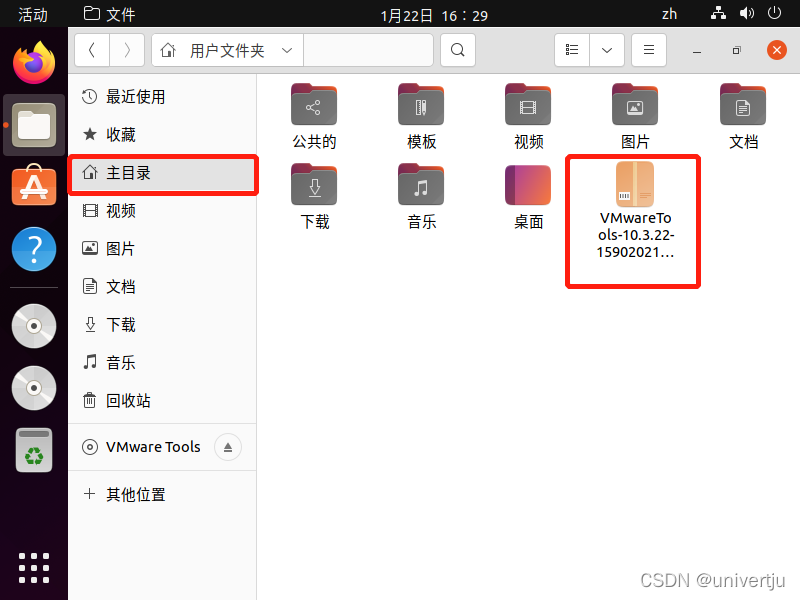 活动
文件
1月22日 16：29
zh
用户文件夹
最近使用
收藏
主目录
视频
图片
文档
下载
音乐
回收站
VMware Tools
其他位置
公共的
模板
视频
图片
文档
下载
音乐
桌面
VMwareTo
ols-10.3.22-
15902021...
CSDN @univertju